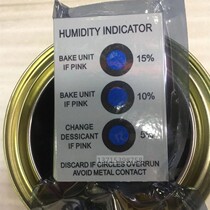 HUMIDITY INDICATOR
BAKE UNIT
IF PINK
15%
BAKE UNIT
IF PINK
10%
CHANGE
DESSICANT
IF PINK
5%
DISCARD IF CIRCLES OVERRUN
AVOID METAL CONTACT